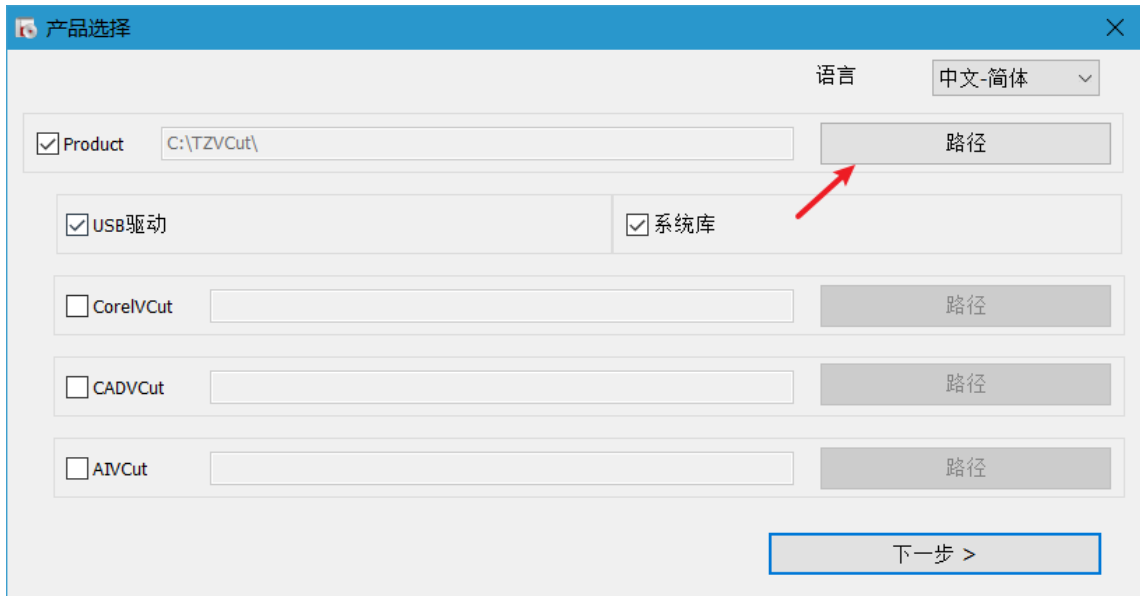 产品选择
语言 中文-简体
Product C:\TZVCut\ 路径
USB驱动 系统库
CorelVCut 路径
CADVCut 路径
AIVCut 路径
下一步 >